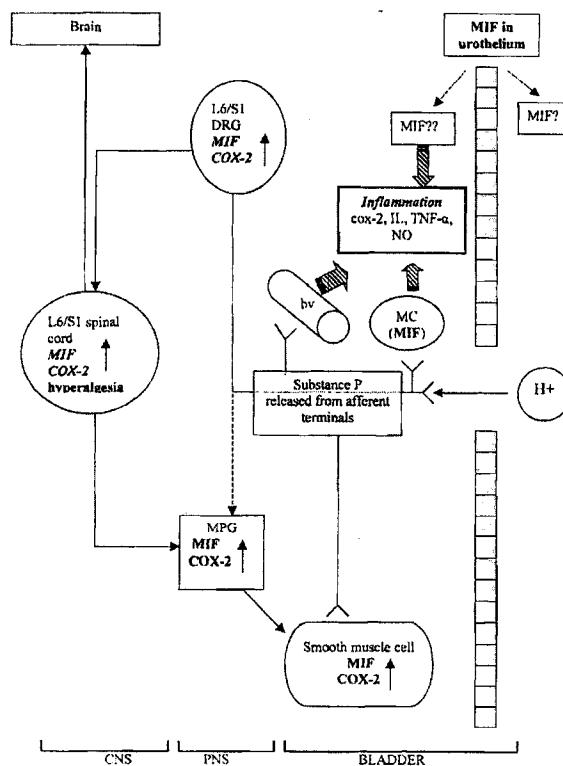 Brain
MIF in
urothelium
L6/S1
DRG
MIF
COX-2
MIF??
MIF?
Inflammation
cox-2, IL, TNF-α,
NO
bv
MC
(MIF)
L6/S1 spinal
cord
MIF
COX-2
hyperalgesia
Substance P
released from afferent
terminals
H+
MPG
MIF
COX-2
Smooth muscle cell
MIF
COX-2
CNS
PNS
BLADDER